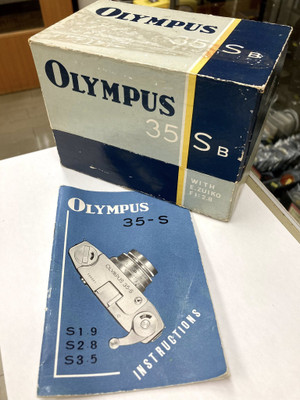 35 SB
OLYMPUS
35 SB
WITH
E.ZUIKO
F1:2.8
OLYMPUS
35-S
OLYMPUS 35-S
S1.9
S2.8
S3.5
INSTRUCTIONS